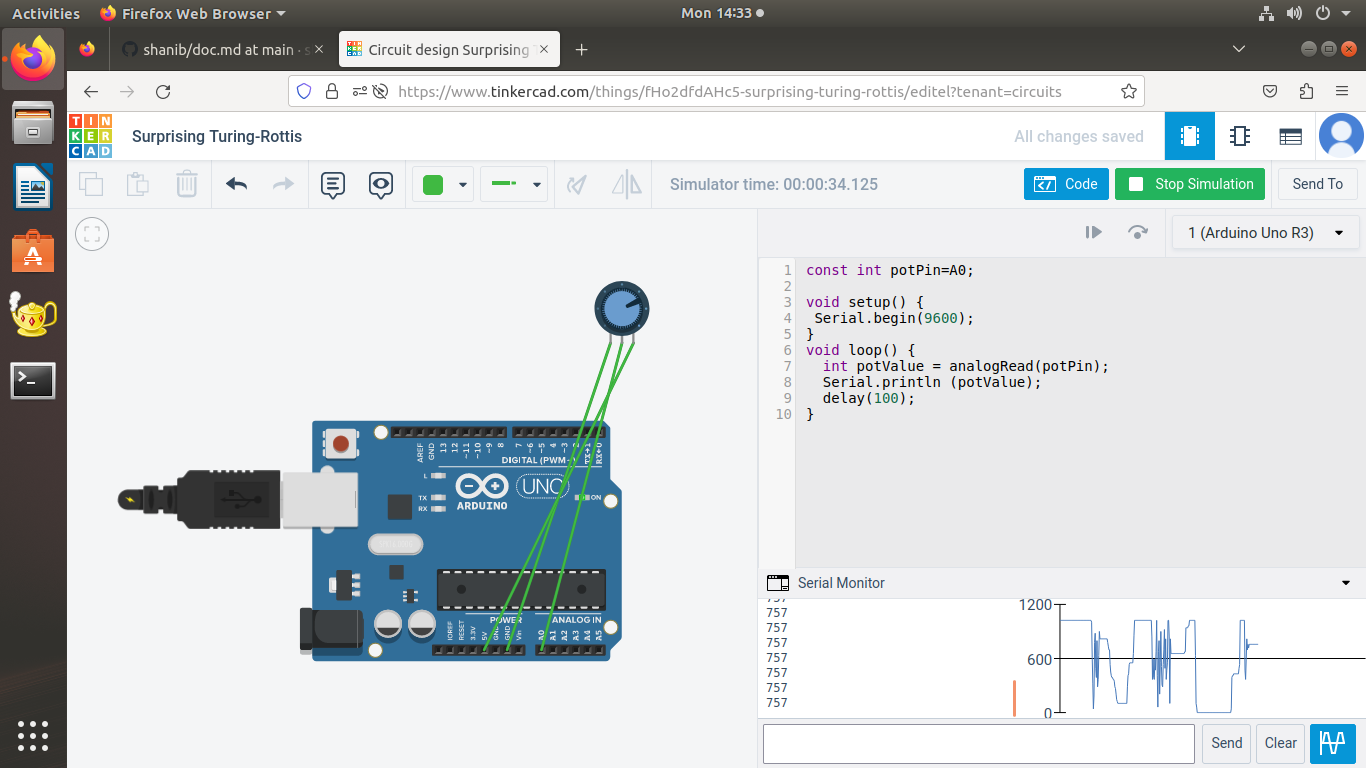 Activities
Firefox Web Browser
Mon 14:33
shanib/doc.md at main · s
Circuit design Surprising T
https://www.tinkercad.com/things/fHo2dfdAHc5-surprising-turing-rottis/editel?tenant=circuits
TIN
KER
CAD
Surprising Turing-Rottis
All changes saved
Simulator time: 00:00:34.125
Code
Stop Simulation
Send To
1 (Arduino Uno R3)
1 const int potPin=A0;
2
3 void setup() {
4 Serial.begin(9600);
5 }
6 void loop() {
7 int potValue = analogRead(potPin);
8 Serial.println (potValue);
9 delay(100);
10 }
AREF
GND
13
12
~11
~10
~9
8
7
~6
~5
4
~3
2
TX→1
RX←0
DIGITAL (PWM~)
L
TX
RX
ARDUINO
UNO
ON
POWER
ANALOG IN
IOREF
RESET
3.3V
5V
GND
GND
Vin
A0
A1
A2
A3
A4
A5
Serial Monitor
757
757
757
757
757
757
757
757
1200
600
0
Send
Clear